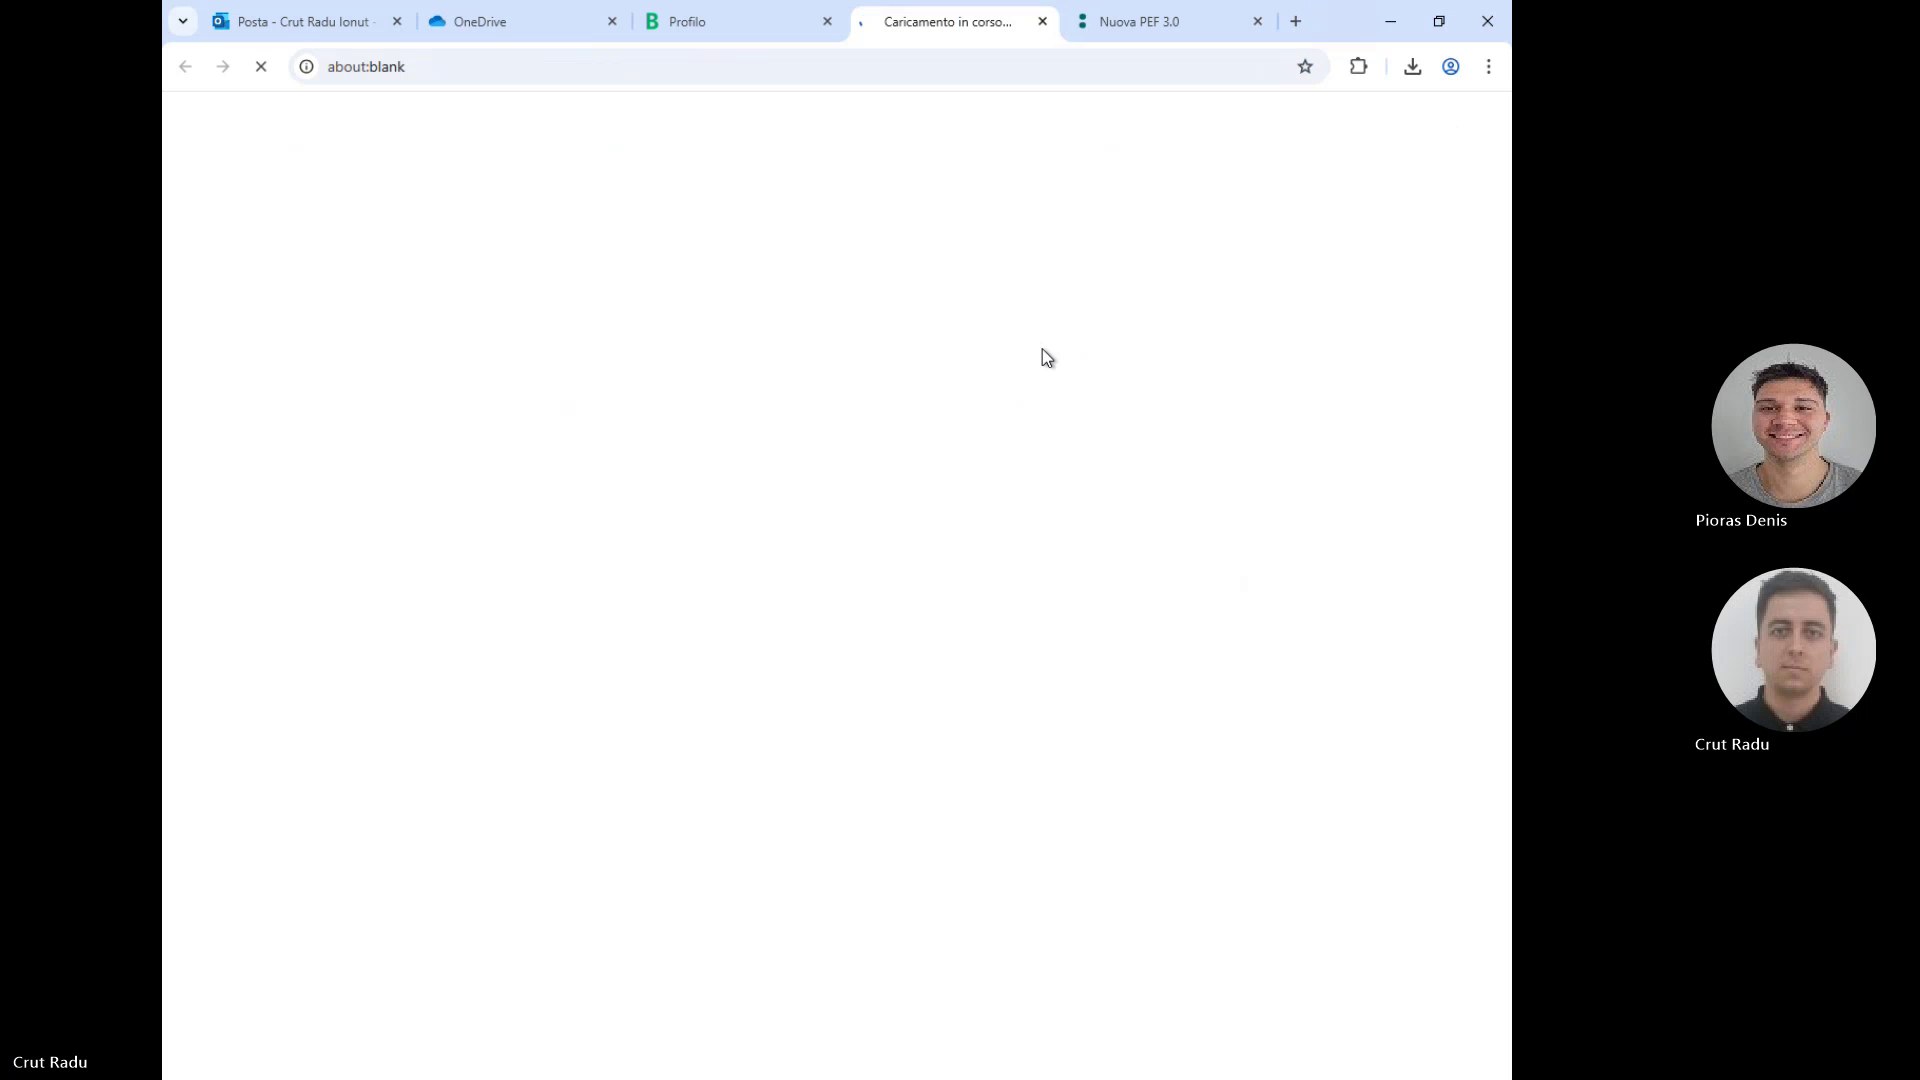 Posta - Crut Radu Ionut
OneDrive
Profilo
Caricamento in corso...
Nuova PEF 3.0
about:blank
Pioras Denis
Crut Radu
Crut Radu